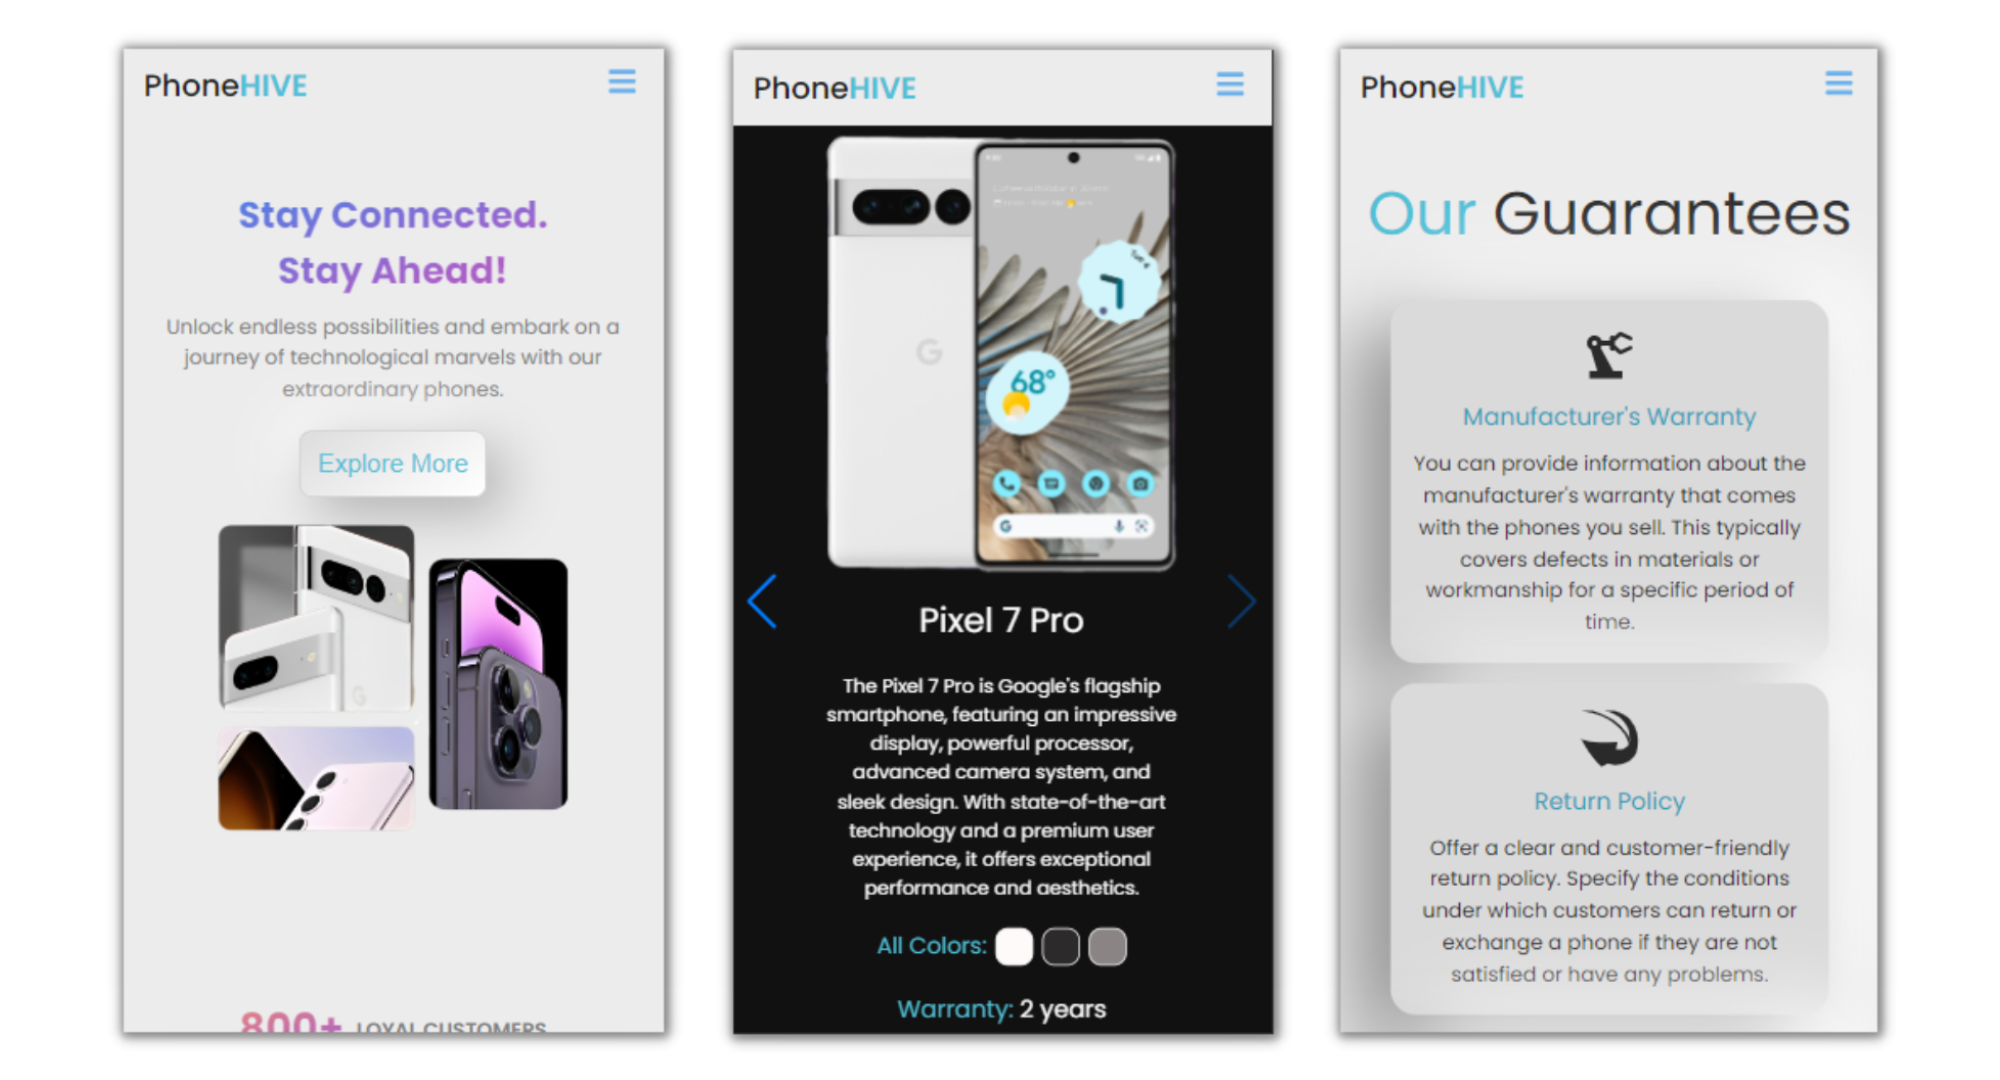 PhoneHIVE
Stay Connected.
Stay Ahead!
Unlock endless possibilities and embark on a
journey of technological marvels with our
extraordinary phones.
Explore More
G
800+ LOYAL CUSTOMERS
PhoneHIVE
Tue 6
G
68°
G
Pixel 7 Pro
The Pixel 7 Pro is Google's flagship
smartphone, featuring an impressive
display, powerful processor,
advanced camera system, and
sleek design. With state-of-the-art
technology and a premium user
experience, it offers exceptional
performance and aesthetics.
All Colors:
Warranty: 2 years
PhoneHIVE
Our Guarantees
Manufacturer's Warranty
You can provide information about the
manufacturer's warranty that comes
with the phones you sell. This typically
covers defects in materials or
workmanship for a specific period of
time.
Return Policy
Offer a clear and customer-friendly
return policy. Specify the conditions
under which customers can return or
exchange a phone if they are not
satisfied or have any problems.